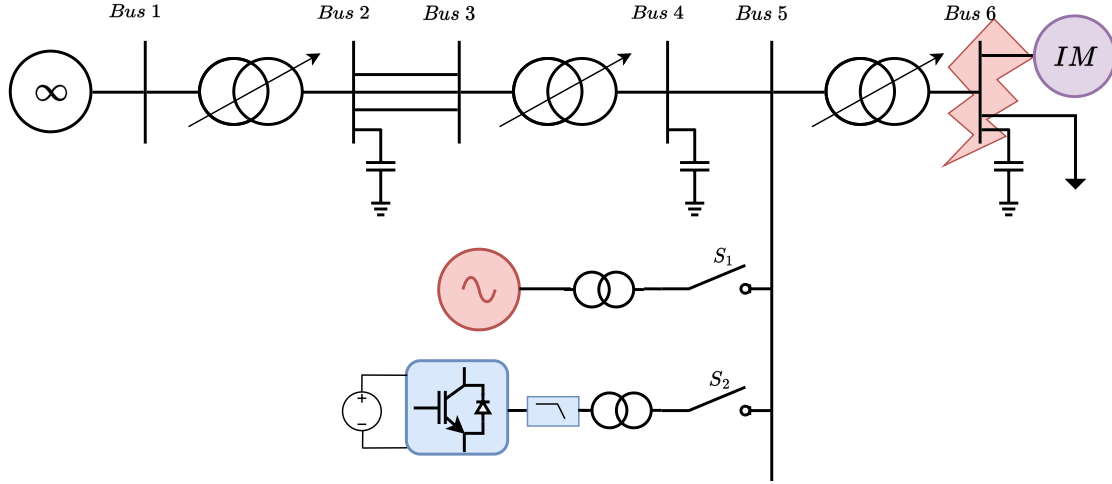 Bus 1
Bus 2
Bus 3
Bus 4
Bus 5
Bus 6
∞
IM
S₁
S₂
+
−